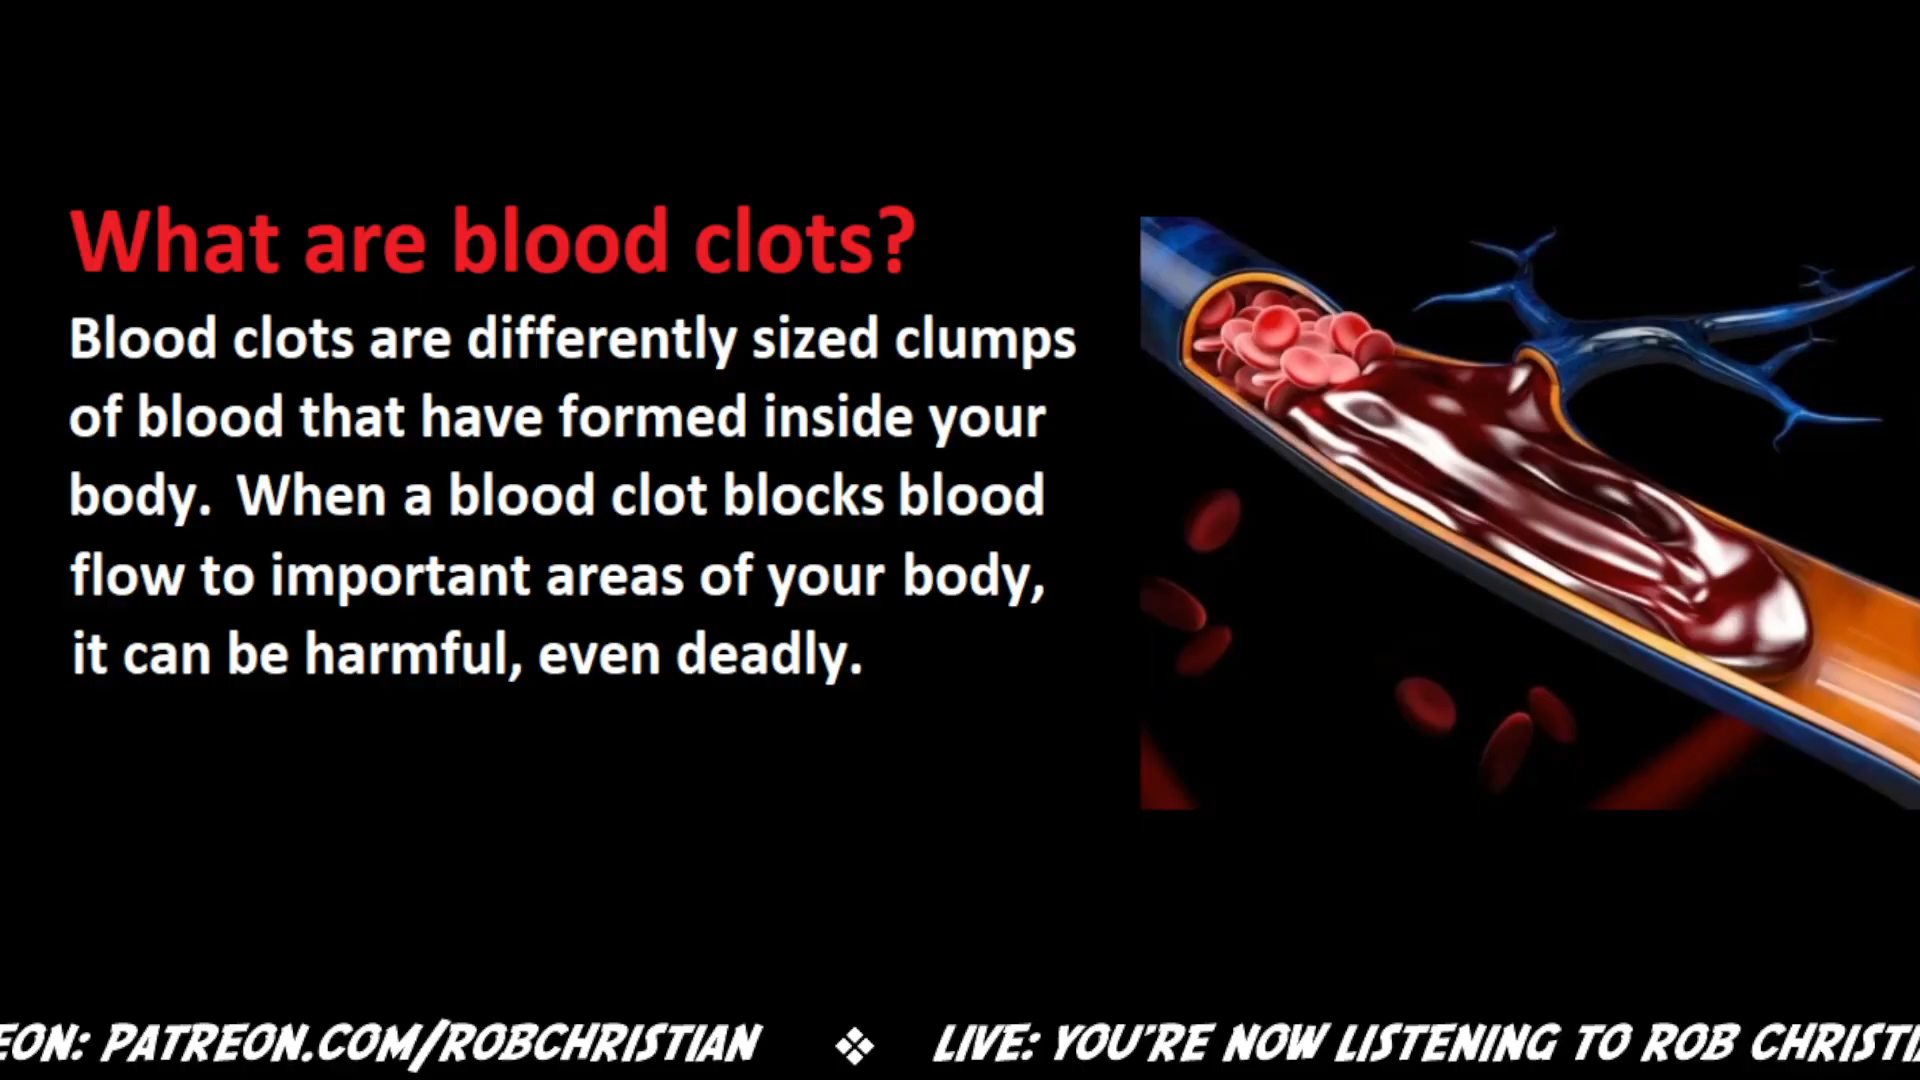 What are blood clots?
Blood clots are differently sized clumps
of blood that have formed inside your
body. When a blood clot blocks blood
flow to important areas of your body,
it can be harmful, even deadly.
EON: PATREON.COM/ROBCHRISTIAN ❖ LIVE: YOU'RE NOW LISTENING TO ROB CHRISTI